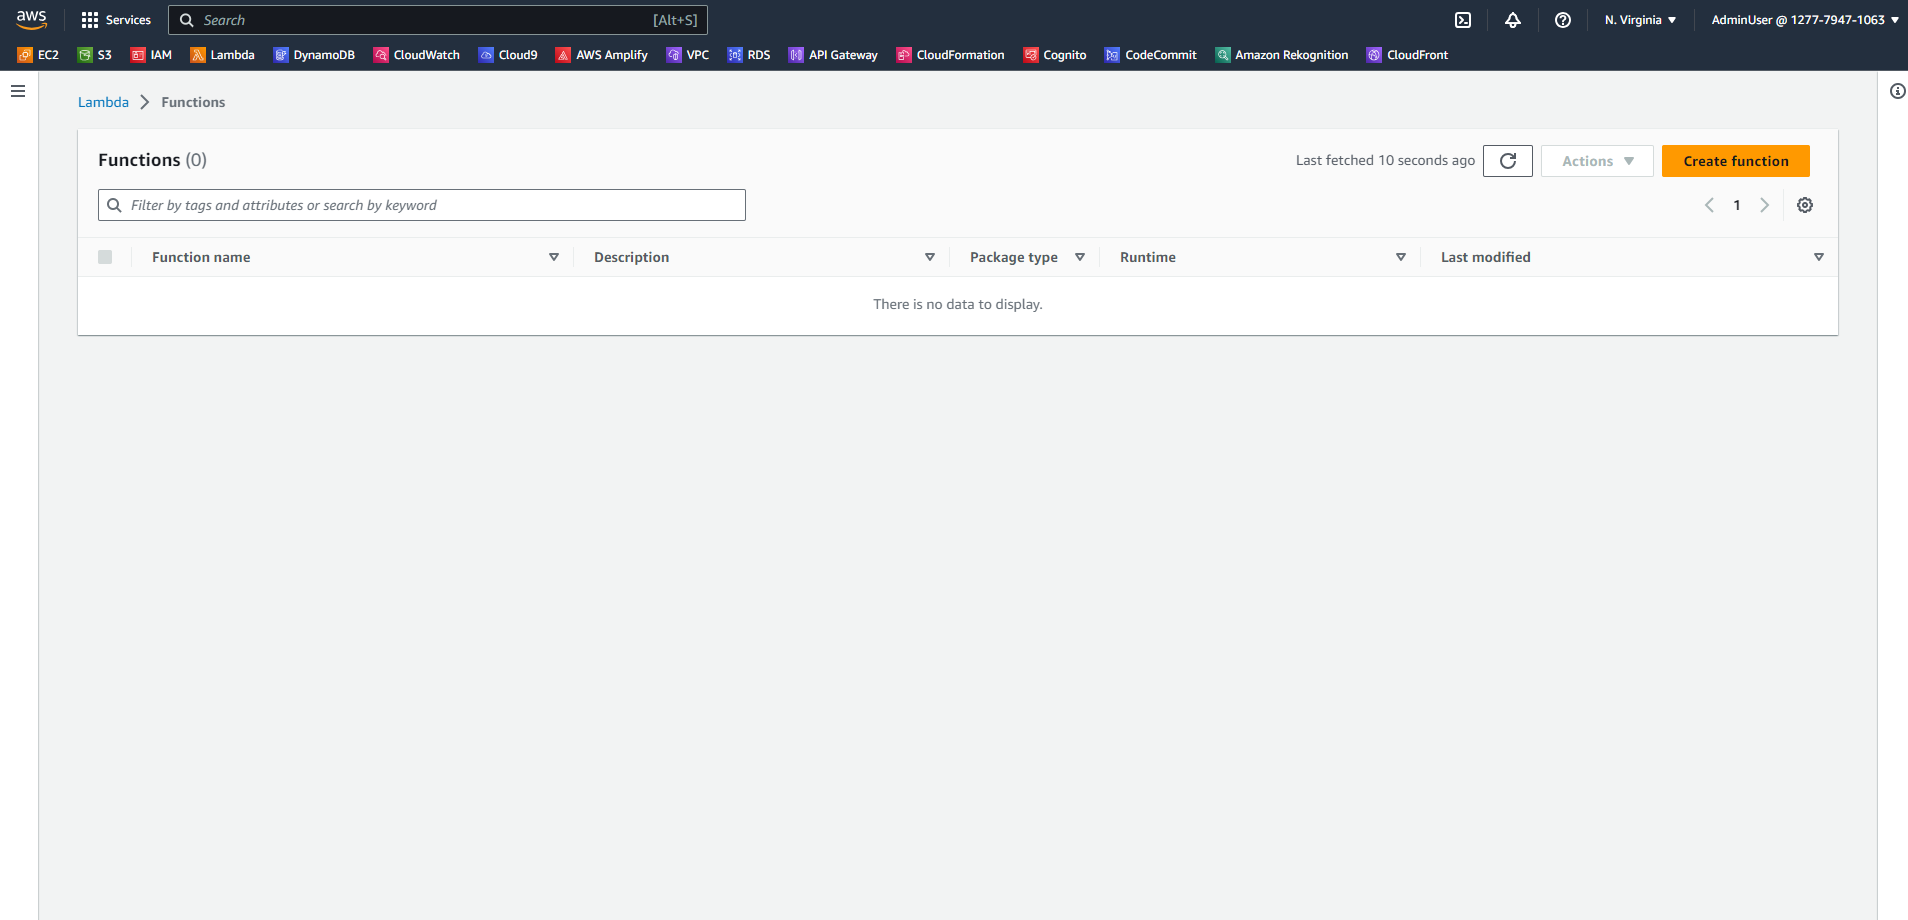 aws Services Search [Alt+S] N. Virginia AdminUser @ 1277-7947-1063
EC2 S3 IAM Lambda DynamoDB CloudWatch Cloud9 AWS Amplify VPC RDS API Gateway CloudFormation Cognito CodeCommit Amazon Rekognition CloudFront
Lambda Functions
Functions (0) Last fetched 10 seconds ago Actions Create function
Filter by tags and attributes or search by keyword 1
Function name Description Package type Runtime Last modified
There is no data to display.